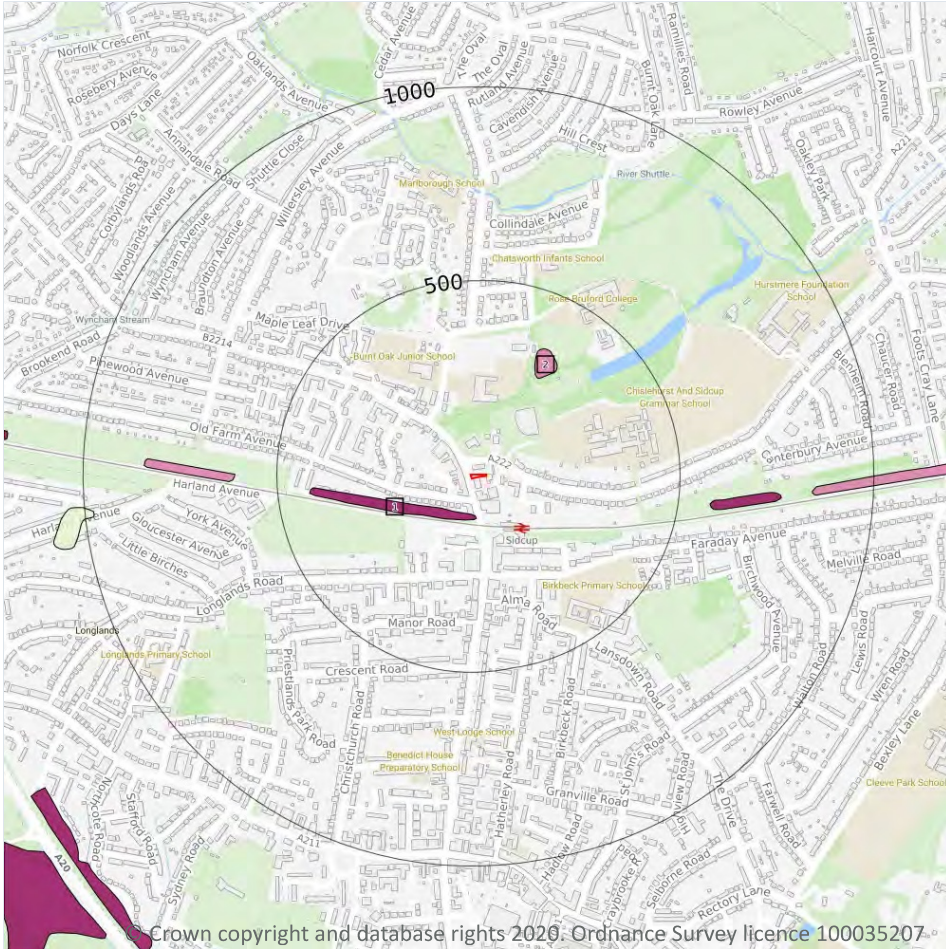 Norfolk Crescent
Cedar Avenue
The Oval
The Oval
Rutland Avenue
Cavendish Avenue
Burnt Oak Lane
Ramillies Road
Harcourt Avenue
Rosebery Avenue
Oaklands Avenue
1000
Days Lane
Rowley Avenue
Hill Crest
Annandale Road
Shuttle Close
Willersley Avenue
Oakley Park
River Shuttle
Marlborough School
Woodlands Avenue
Wyncham Avenue
Braundton Avenue
Collindale Avenue
Chatsworth Infants School
500
Rose Bruford College
Hurstmere Foundation
School
Wyncham Stream
Maple Leaf Drive
B2214
Brookend Road
Burnt Oak Junior School
Pinewood Avenue
2
Blenheim Road
Chaucer Road
Foots Cray Lane
Chislehurst And Sidcup
Grammar School
Old Farm Avenue
A222
Canterbury Avenue
Harland Avenue
1
York Avenue
Gloucester Avenue
Little Birches
Sidcup
Faraday Avenue
Melville Road
Longlands Road
Birkbeck Primary School
Alma Road
Manor Road
Birchwood Avenue
Longlands
Longlands Primary School
Crescent Road
Lansdown Road
Walton Road
Lewis Road
Wren Road
Priestlands
Park Road
Christchurch Road
Birkbeck Road
West Lodge School
Benedict House
Preparatory School
Hatherley Road
St John's Road
Bexley Lane
Cleeve Park School
Granville Road
The Drive
Farwell Road
Northcote Road
Stafford Road
A211
Sydney Road
A20
Hadlow Road
Selborne Road
Rectory Lane
© Crown copyright and database rights 2020. Ordnance Survey licence 100035207